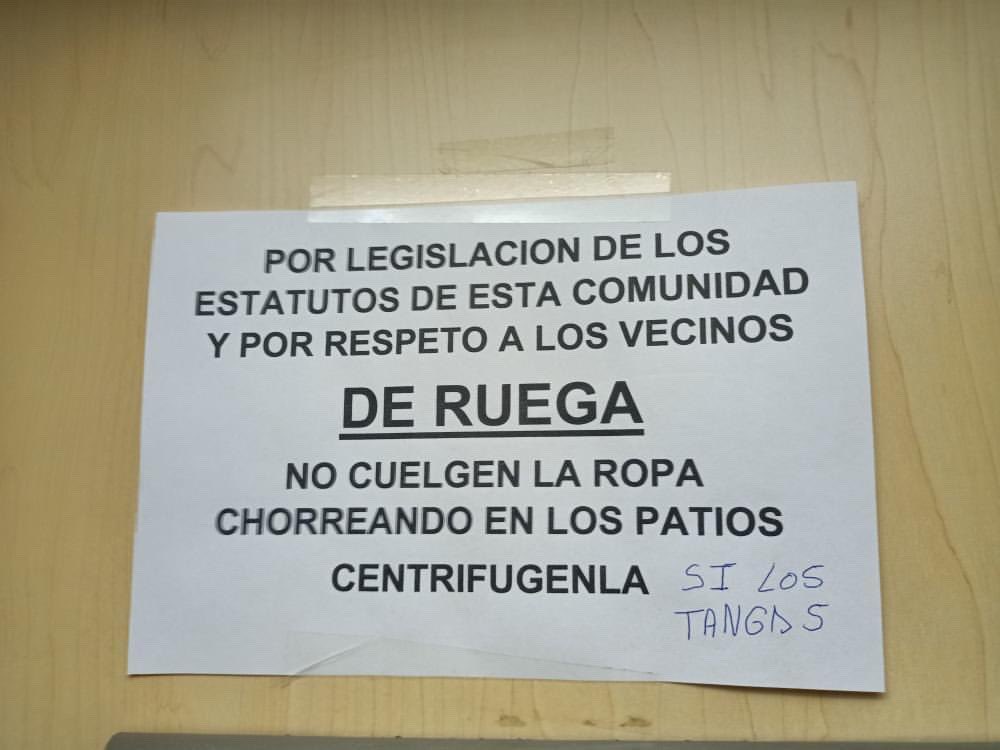 POR LEGISLACION DE LOS
ESTATUTOS DE ESTA COMUNIDAD
Y POR RESPETO A LOS VECINOS
DE RUEGA
NO CUELGEN LA ROPA
CHORREANDO EN LOS PATIOS
CENTRIFUGENLA SI LOS
TANGAS